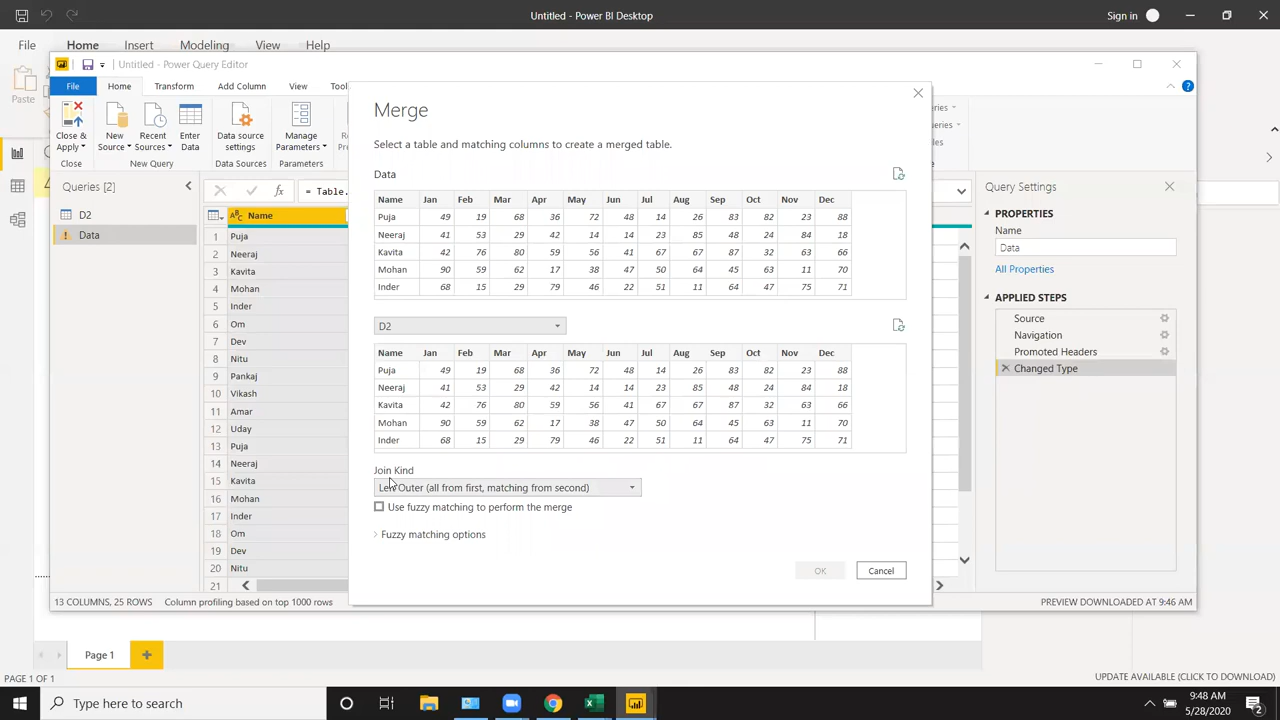 Untitled - Power BI Desktop
Sign in
File Home Insert Modeling View Help
Untitled - Power Query Editor
File Home Transform Add Column View Tool
Paste
Close & Apply
New Source
Recent Sources
Enter Data
Data source settings
Manage Parameters
Close
New Query
Data Sources
Parameters
Queries [2]
D2
Data
= Table.
Name
1 Puja
2 Neeraj
3 Kavita
4 Mohan
5 Inder
6 Om
7 Dev
8 Nitu
9 Pankaj
10 Vikash
11 Amar
12 Uday
13 Puja
14 Neeraj
15 Kavita
16 Mohan
17 Inder
18 Om
19 Dev
20 Nitu
21
Merge
Select a table and matching columns to create a merged table.
Data
Name Jan Feb Mar Apr May Jun Jul Aug Sep Oct Nov Dec
Puja 49 19 68 36 72 48 14 26 83 82 23 88
Neeraj 41 53 29 42 14 14 23 85 48 24 84 18
Kavita 42 76 80 59 56 41 67 67 87 32 63 66
Mohan 90 59 62 17 38 47 50 64 45 63 11 70
Inder 68 15 29 79 46 22 51 11 64 47 75 71
D2
Name Jan Feb Mar Apr May Jun Jul Aug Sep Oct Nov Dec
Puja 49 19 68 36 72 48 14 26 83 82 23 88
Neeraj 41 53 29 42 14 14 23 85 48 24 84 18
Kavita 42 76 80 59 56 41 67 67 87 32 63 66
Mohan 90 59 62 17 38 47 50 64 45 63 11 70
Inder 68 15 29 79 46 22 51 11 64 47 75 71
Join Kind
Left Outer (all from first, matching from second)
Use fuzzy matching to perform the merge
Fuzzy matching options
OK
Cancel
Query Settings
PROPERTIES
Name
Data
All Properties
APPLIED STEPS
Source
Navigation
Promoted Headers
Changed Type
13 COLUMNS, 25 ROWS
Column profiling based on top 1000 rows
PREVIEW DOWNLOADED AT 9:46 AM
Page 1
PAGE 1 OF 1
UPDATE AVAILABLE (CLICK TO DOWNLOAD)
Type here to search
9:48 AM
5/28/2020
2